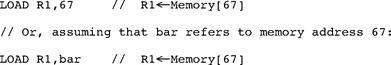 LOAD R1,67    //  R1←Memory[67]
// Or, assuming that bar refers to memory address 67:
LOAD R1,bar   //  R1←Memory[67]